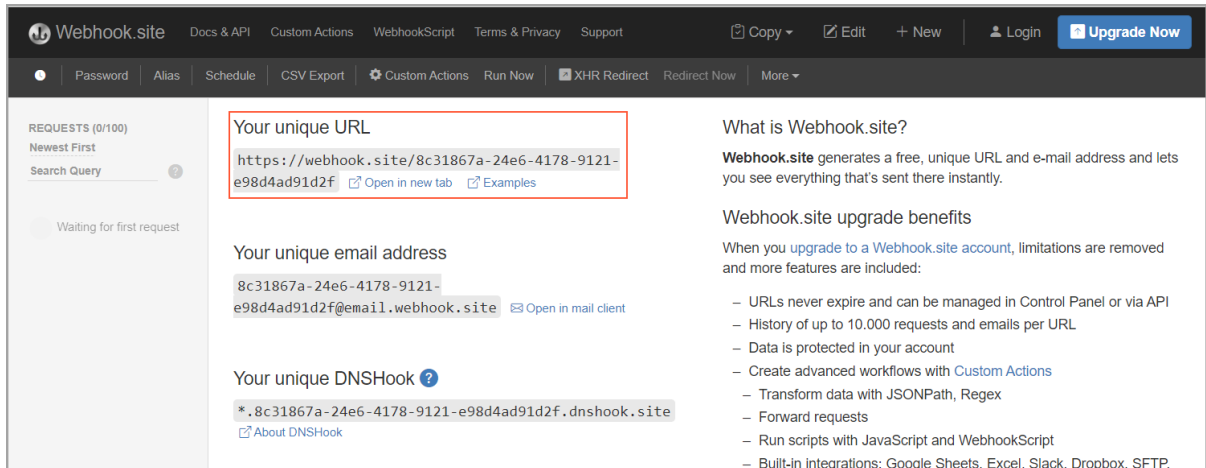 Webhook.site Docs & API Custom Actions WebhookScript Terms & Privacy Support Copy Edit + New Login Upgrade Now
Password Alias Schedule CSV Export Custom Actions Run Now XHR Redirect Redirect Now More
REQUESTS (0/100)
Newest First
Search Query ?
Waiting for first request
Your unique URL
https://webhook.site/8c31867a-24e6-4178-9121-
e98d4ad91d2f Open in new tab Examples
Your unique email address
8c31867a-24e6-4178-9121-
e98d4ad91d2f@email.webhook.site Open in mail client
Your unique DNSHook ?
*.8c31867a-24e6-4178-9121-e98d4ad91d2f.dnshook.site
About DNSHook
What is Webhook.site?
Webhook.site generates a free, unique URL and e-mail address and lets
you see everything that's sent there instantly.
Webhook.site upgrade benefits
When you upgrade to a Webhook.site account, limitations are removed
and more features are included:
– URLs never expire and can be managed in Control Panel or via API
– History of up to 10.000 requests and emails per URL
– Data is protected in your account
– Create advanced workflows with Custom Actions
– Transform data with JSONPath, Regex
– Forward requests
– Run scripts with JavaScript and WebhookScript
– Built-in integrations: Google Sheets, Excel, Slack, Dropbox, SFTP,